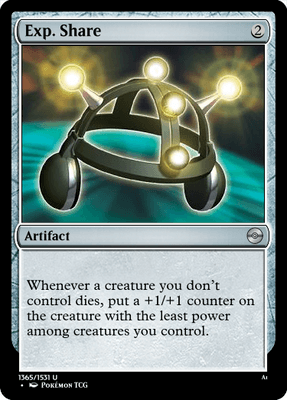 Exp. Share 2
Artifact
Whenever a creature you don't
control dies, put a +1/+1 counter on
the creature with the least power
among creatures you control.
1365/1531 U
• Pokémon TCG